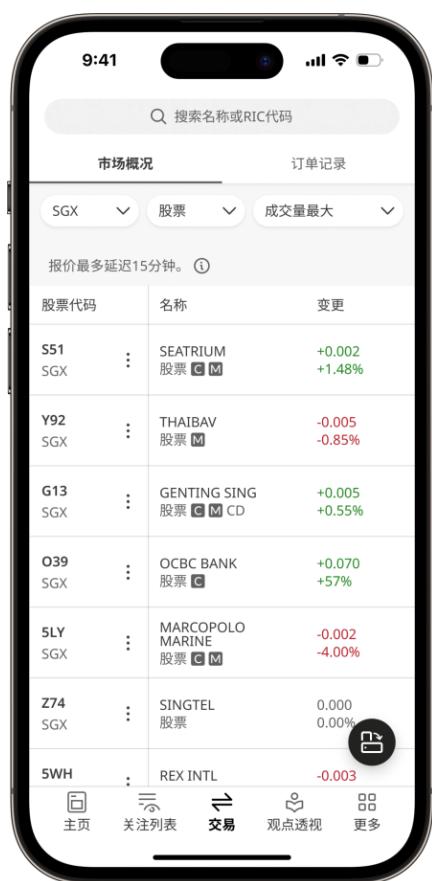 9:41
搜索名称或RIC代码
市场概况 订单记录
SGX 股票 成交量最大
报价最多延迟15分钟。
股票代码 名称 变更
S51 SEATRIUM +0.002
SGX 股票 C M +1.48%
Y92 THAIBAV -0.005
SGX 股票 M -0.85%
G13 GENTING SING +0.005
SGX 股票 C M CD +0.55%
O39 OCBC BANK +0.070
SGX 股票 C +57%
5LY MARCOPOLO MARINE -0.002
SGX 股票 C M -4.00%
Z74 SINGTEL 0.000
SGX 股票 0.00%
5WH REX INTL -0.003
主页 关注列表 交易 观点透视 更多